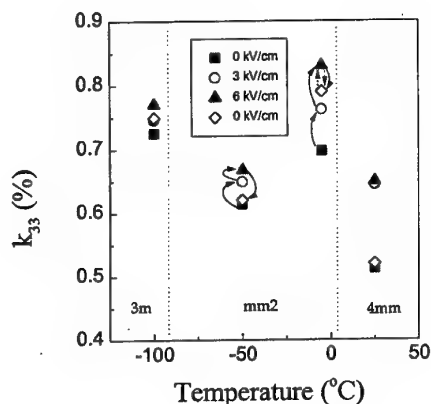 0.9
0.8
0.7
0.6
0.5
0.4
k33 (%)
0 kV/cm
3 kV/cm
6 kV/cm
0 kV/cm
3m
mm2
4mm
-100
-50
0
50
Temperature (°C)